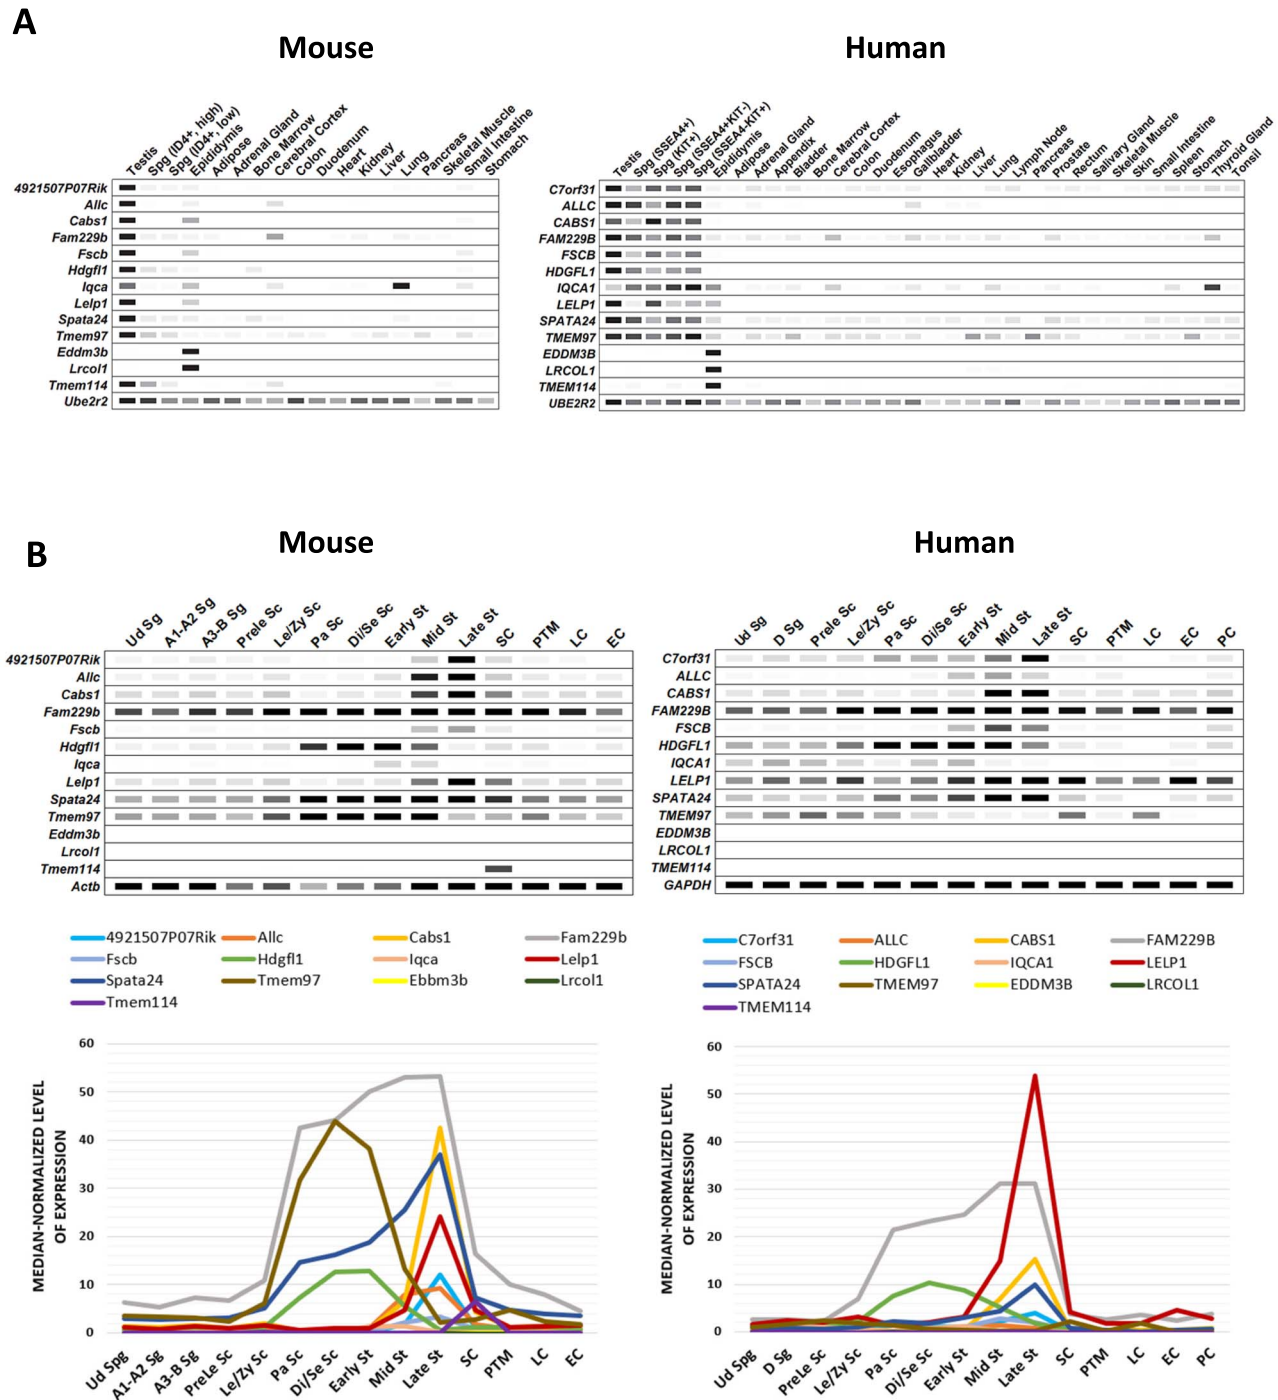 A
Mouse
Human
Testis
Spg (ID4+, high)
Spg (ID4+, low)
Epididymis
Adipose
Adrenal Gland
Bone Marrow
Cerebral Cortex
Colon
Duodenum
Heart
Kidney
Liver
Lung
Pancreas
Skeletal Muscle
Small Intestine
Stomach
4921507P07Rik
Allc
Cabs1
Fam229b
Fscb
Hdgfl1
Iqca
Lelp1
Spata24
Tmem97
Eddm3b
Lrcol1
Tmem114
Ube2r2
Testis
Spg (SSEA4+)
Spg (KIT+)
Spg (SSEA4+KIT-)
Spg (SSEA4-KIT+)
Epididymis
Adipose
Adrenal Gland
Appendix
Bladder
Bone Marrow
Cerebral Cortex
Colon
Duodenum
Esophagus
Gallbladder
Heart
Kidney
Liver
Lung
Lymph Node
Pancreas
Prostate
Rectum
Salivary Gland
Skeletal Muscle
Skin
Small Intestine
Spleen
Stomach
Thyroid Gland
Tonsil
C7orf31
ALLC
CABS1
FAM229B
FSCB
HDGFL1
IQCA1
LELP1
SPATA24
TMEM97
EDDM3B
LRCOL1
TMEM114
UBE2R2
B
Mouse
Human
Ud Sg
A1-A2 Sg
A3-B Sg
Prele Sc
Le/Zy Sc
Pa Sc
Di/Se Sc
Early St
Mid St
Late St
SC
PTM
LC
EC
4921507P07Rik
Allc
Cabs1
Fam229b
Fscb
Hdgfl1
Iqca
Lelp1
Spata24
Tmem97
Eddm3b
Lrcol1
Tmem114
Actb
Ud Sg
D Sg
Prele Sc
Le/Zy Sc
Pa Sc
Di/Se Sc
Early St
Mid St
Late St
SC
PTM
LC
EC
PC
C7orf31
ALLC
CABS1
FAM229B
FSCB
HDGFL1
IQCA1
LELP1
SPATA24
TMEM97
EDDM3B
LRCOL1
TMEM114
GAPDH
4921507P07Rik Allc Cabs1 Fam229b
Fscb Hdgfl1 Iqca Lelp1
Spata24 Tmem97 Ebbm3b Lrcol1
Tmem114
C7orf31 ALLC CABS1 FAM229B
FSCB HDGFL1 IQCA1 LELP1
SPATA24 TMEM97 EDDM3B LRCOL1
TMEM114
MEDIAN-NORMALIZED LEVEL
OF EXPRESSION
60
50
40
30
20
10
0
Ud Spg
A1-A2 Sg
A3-B Sg
PreLe Sc
Le/Zy Sc
Pa Sc
Di/Se Sc
Early St
Mid St
Late St
SC
PTM
LC
EC
MEDIAN-NORMALIZED LEVEL
OF EXPRESSION
60
50
40
30
20
10
0
Ud Spg
D Sg
PreLe Sc
Le/Zy Sc
Pa Sc
Di/Se Sc
Early St
Mid St
Late St
SC
PTM
LC
EC
PC